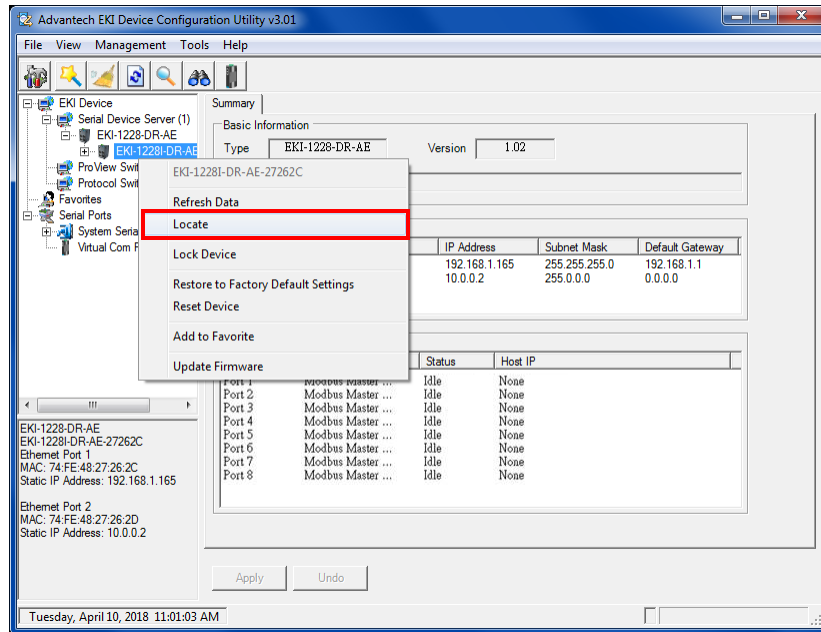 Advantech EKI Device Configuration Utility v3.01
File View Management Tools Help
EKI Device
Serial Device Server (1)
EKI-1228-DR-AE
EKI-1228I-DR-AE
ProView Swit
Protocol Swit
Favorites
Serial Ports
System Seria
Virtual Com P
Summary
Basic Information
Type EKI-1228-DR-AE Version 1.02
EKI-1228I-DR-AE-27262C
Refresh Data
Locate
Lock Device
Restore to Factory Default Settings
Reset Device
Add to Favorite
Update Firmware
IP Address Subnet Mask Default Gateway
192.168.1.165 255.255.255.0 192.168.1.1
10.0.0.2 255.0.0.0 0.0.0.0
Status Host IP
Port 1 Modbus Master ... Idle None
Port 2 Modbus Master ... Idle None
Port 3 Modbus Master ... Idle None
Port 4 Modbus Master ... Idle None
Port 5 Modbus Master ... Idle None
Port 6 Modbus Master ... Idle None
Port 7 Modbus Master ... Idle None
Port 8 Modbus Master ... Idle None
EKI-1228-DR-AE
EKI-1228I-DR-AE-27262C
Ethernet Port 1
MAC: 74:FE:48:27:26:2C
Static IP Address: 192.168.1.165
Ethernet Port 2
MAC: 74:FE:48:27:26:2D
Static IP Address: 10.0.0.2
Apply Undo
Tuesday, April 10, 2018 11:01:03 AM